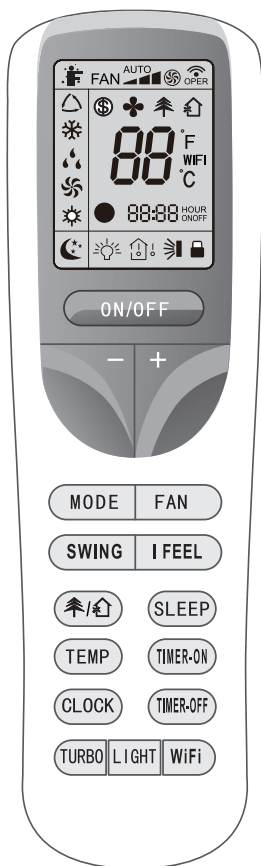 AUTO
FAN OPER
88 °F
WIFI
°C
88:88 HOUR
ONOFF
ON/OFF
− +
MODE FAN
SWING I FEEL
/ SLEEP
TEMP TIMER-ON
CLOCK TIMER-OFF
TURBO LIGHT WiFi